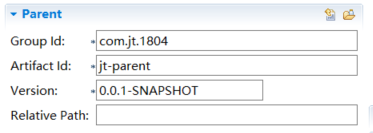 Parent
Group Id: * com.jt.1804
Artifact Id: * jt-parent
Version: * 0.0.1-SNAPSHOT
Relative Path: